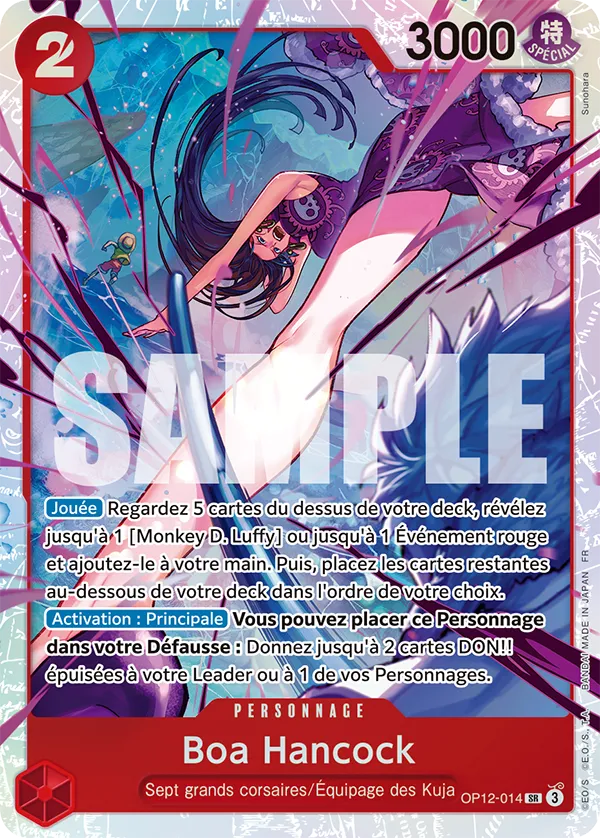 2
3000
特
SPÉCIAL
Sunohara
SAMPLE
Jouée Regardez 5 cartes du dessus de votre deck, révélez
jusqu'à 1 [Monkey D. Luffy] ou jusqu'à 1 Événement rouge
et ajoutez-le à votre main. Puis, placez les cartes restantes
au-dessous de votre deck dans l'ordre de votre choix.
Activation : Principale Vous pouvez placer ce Personnage
dans votre Défausse : Donnez jusqu'à 2 cartes DON!!
épuisées à votre Leader ou à 1 de vos Personnages.
PERSONNAGE
Boa Hancock
Sept grands corsaires/Équipage des Kuja
OP12-014 SR 3
©EO/S ©E.O./S., T.A. BANDAI MADE IN JAPAN FR